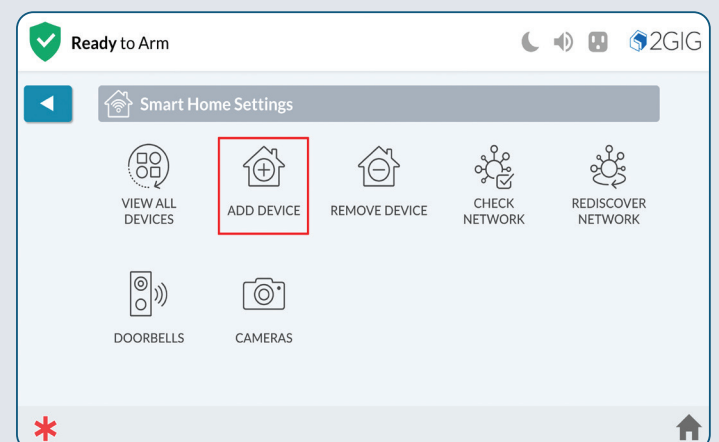 Ready to Arm
2GIG
Smart Home Settings
VIEW ALL
DEVICES
ADD DEVICE
REMOVE DEVICE
CHECK
NETWORK
REDISCOVER
NETWORK
DOORBELLS
CAMERAS